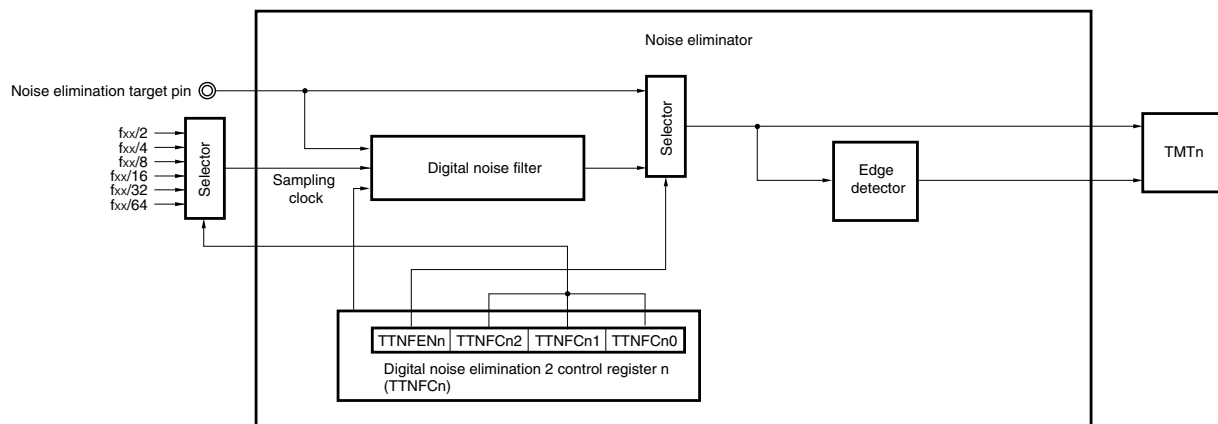 Noise eliminator
Noise elimination target pin
fxx/2
fxx/4
fxx/8
fxx/16
fxx/32
fxx/64
Selector
Sampling
clock
Digital noise filter
Selector
Edge
detector
TMTn
TTNFENn TTNFCn2 TTNFCn1 TTNFCn0
Digital noise elimination 2 control register n
(TTNFCn)